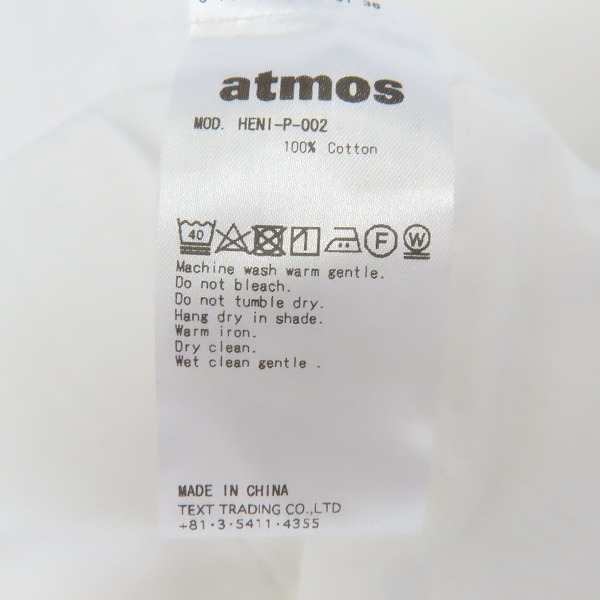 atmos
MOD. HENI-P-002
100% Cotton
40 F W
Machine wash warm gentle.
Do not bleach.
Do not tumble dry.
Hang dry in shade.
Warm iron.
Dry clean.
Wet clean gentle .
MADE IN CHINA
TEXT TRADING CO.,LTD
+81・3・5411・4355